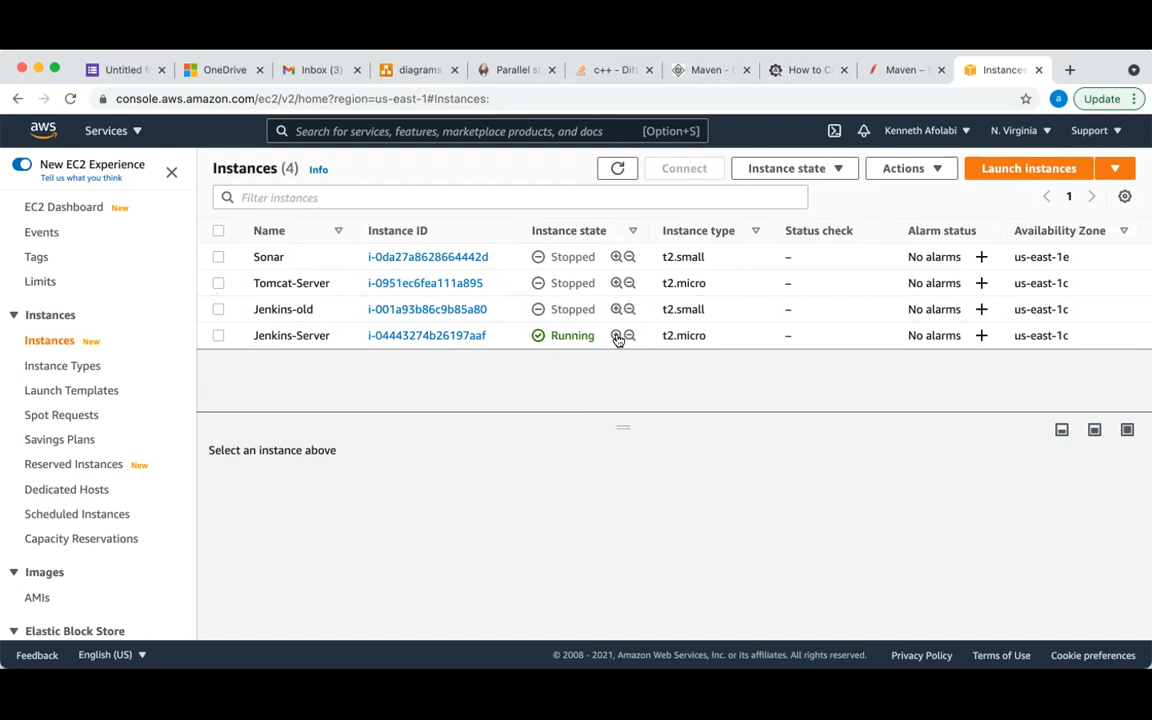 Untitled f
OneDrive
Inbox (3)
diagrams
Parallel s
c++ - Dif
Maven -
How to C
Maven –
Instances
console.aws.amazon.com/ec2/v2/home?region=us-east-1#Instances:
a
Update
aws
Services
Search for services, features, marketplace products, and docs
[Option+S]
Kenneth Afolabi
N. Virginia
Support
New EC2 Experience
Tell us what you think
EC2 Dashboard New
Events
Tags
Limits
Instances
Instances New
Instance Types
Launch Templates
Spot Requests
Savings Plans
Reserved Instances New
Dedicated Hosts
Scheduled Instances
Capacity Reservations
Images
AMIs
Elastic Block Store
Instances (4) Info
Connect
Instance state
Actions
Launch instances
Filter instances
1
Name Instance ID Instance state Instance type Status check Alarm status Availability Zone
Sonar i-0da27a8628664442d Stopped t2.small – No alarms + us-east-1e
Tomcat-Server i-0951ec6fea111a895 Stopped t2.micro – No alarms + us-east-1c
Jenkins-old i-001a93b86c9b85a80 Stopped t2.small – No alarms + us-east-1c
Jenkins-Server i-04443274b26197aaf Running t2.micro – No alarms + us-east-1c
Select an instance above
Feedback
English (US)
© 2008 - 2021, Amazon Web Services, Inc. or its affiliates. All rights reserved.
Privacy Policy
Terms of Use
Cookie preferences